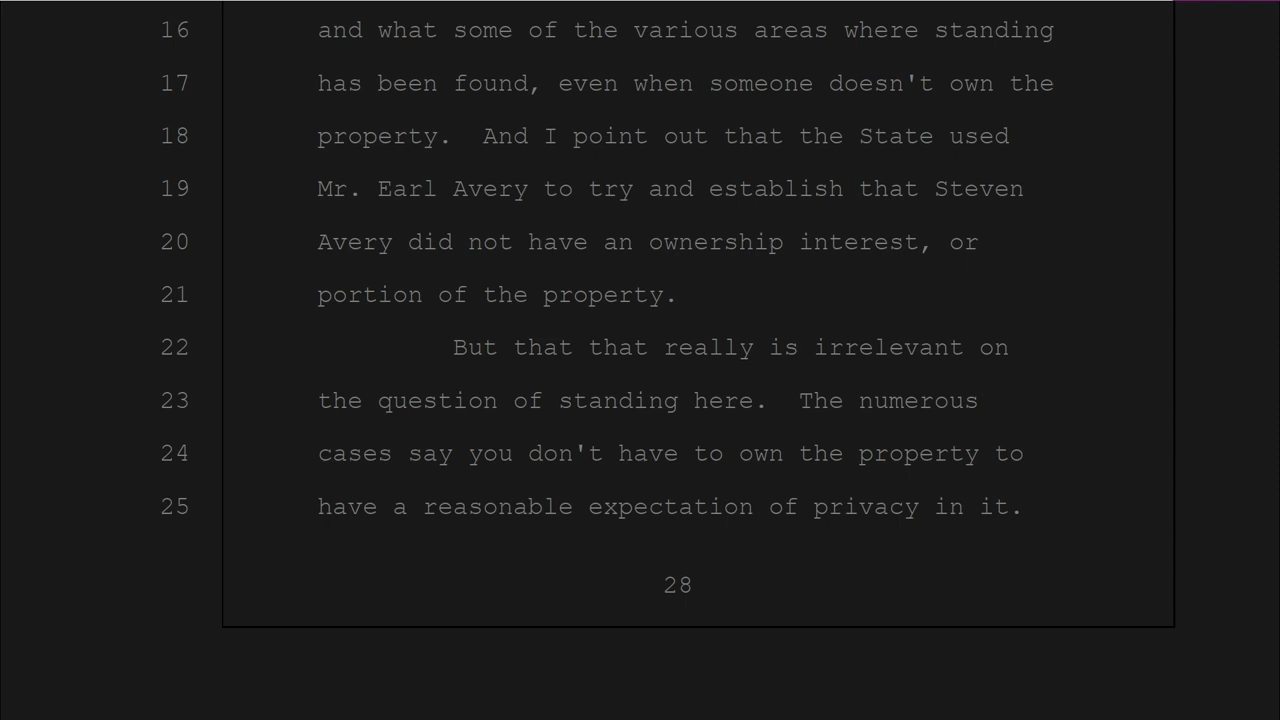 16 and what some of the various areas where standing
17 has been found, even when someone doesn't own the
18 property.  And I point out that the State used
19 Mr. Earl Avery to try and establish that Steven
20 Avery did not have an ownership interest, or
21 portion of the property.
22 But that that really is irrelevant on
23 the question of standing here.  The numerous
24 cases say you don't have to own the property to
25 have a reasonable expectation of privacy in it.
28